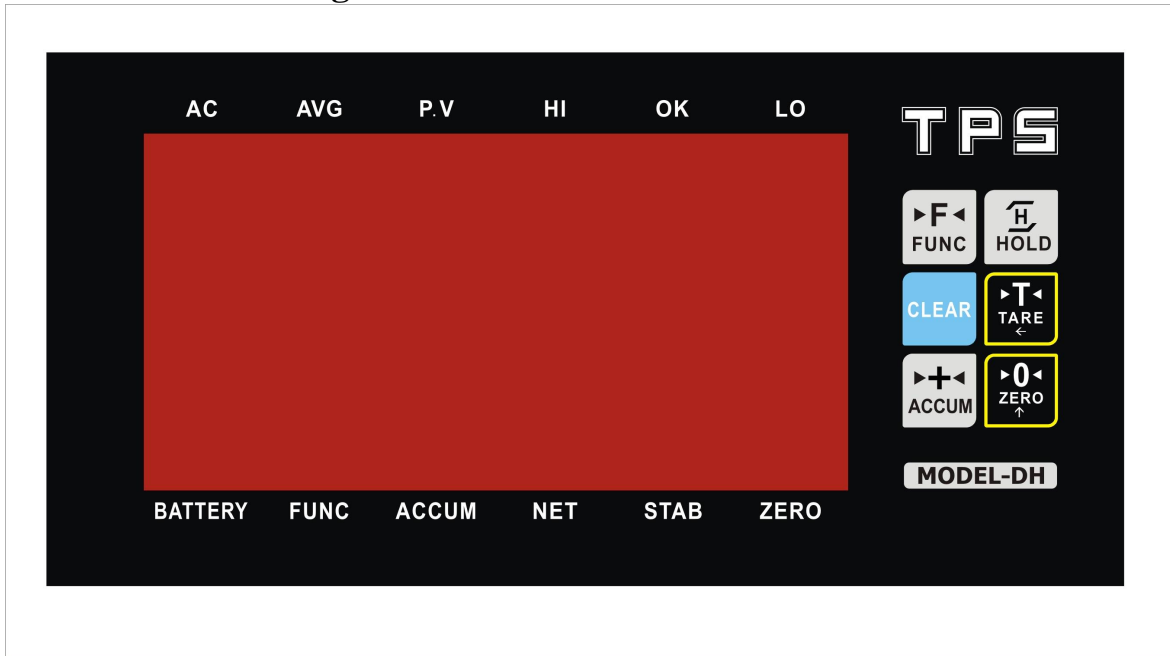 g
AC AVG P.V HI OK LO
TPS
▶F◀
FUNC
H
HOLD
CLEAR
▶T◀
TARE
←
▶+◀
ACCUM
▶0◀
ZERO
↑
MODEL-DH
BATTERY FUNC ACCUM NET STAB ZERO